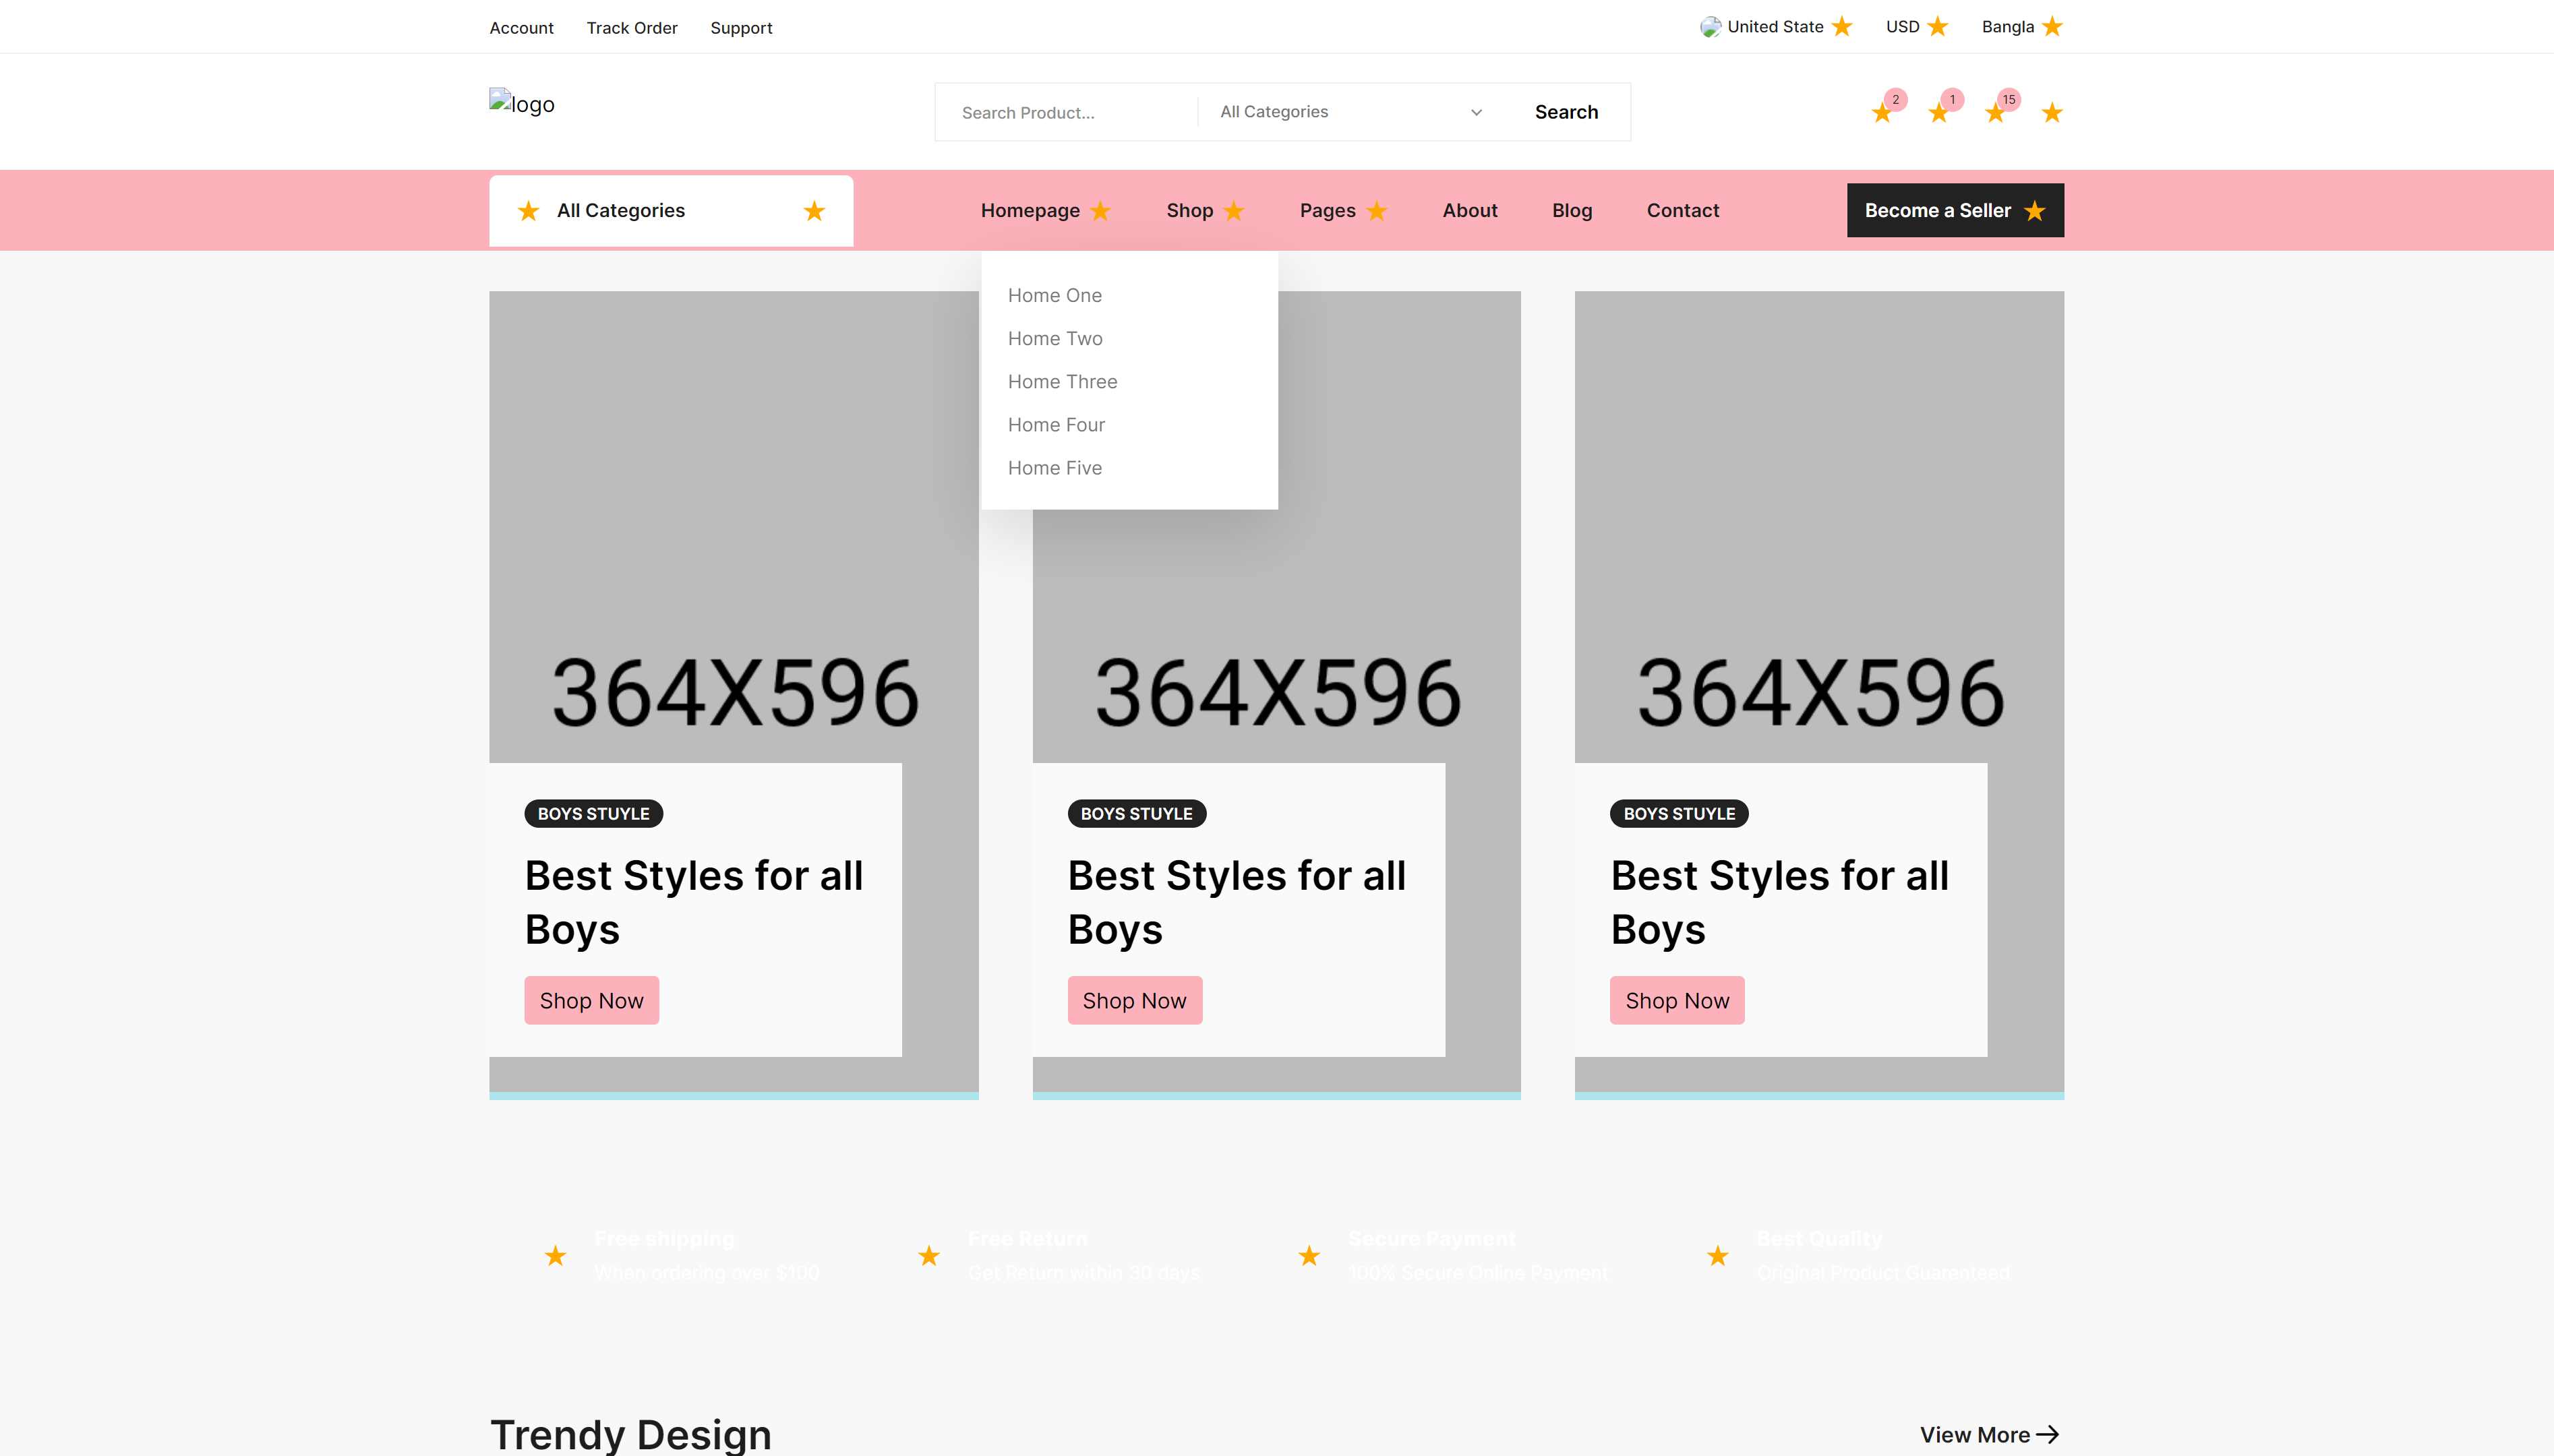 Account Track Order Support
United State USD Bangla
logo
Search Product... All Categories Search
2 1 15
All Categories Homepage Shop Pages About Blog Contact Become a Seller
Home One
Home Two
Home Three
Home Four
Home Five
364X596 364X596 364X596
BOYS STUYLE
Best Styles for all
Boys
Shop Now
BOYS STUYLE
Best Styles for all
Boys
Shop Now
BOYS STUYLE
Best Styles for all
Boys
Shop Now
Free shipping
When ordering over $100
Free Return
Get Return within 30 days
Secure Payment
100% Secure Online Payment
Best Quality
Original Product Guarenteed
Trendy Design
View More